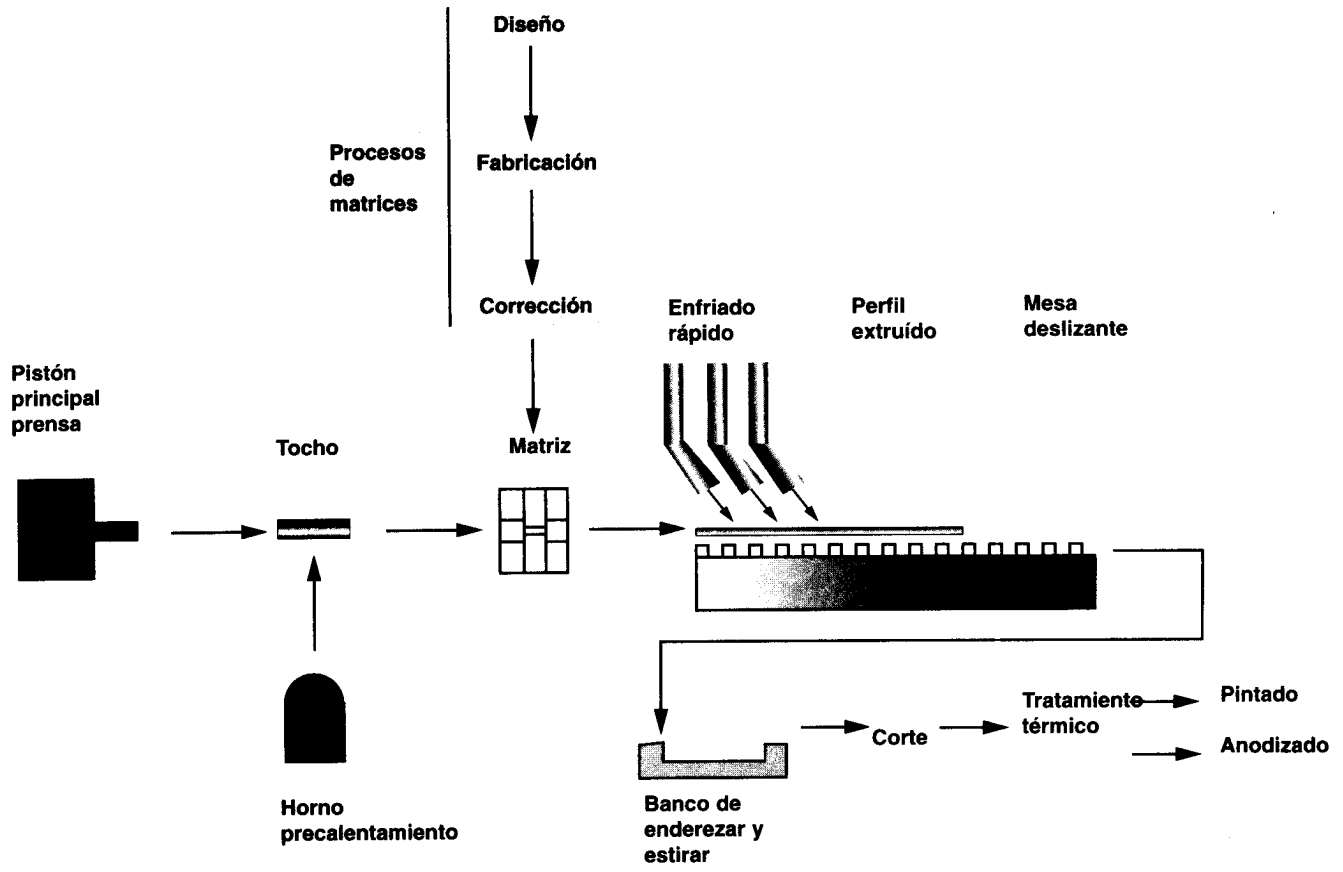 Diseño
Procesos
de
matrices
Fabricación
Corrección
Enfriado
rápido
Perfil
extruído
Mesa
deslizante
Pistón
principal
prensa
Tocho
Matriz
Horno
precalentamiento
Banco de
enderezar y
estirar
Corte
Tratamiento
térmico
Pintado
Anodizado